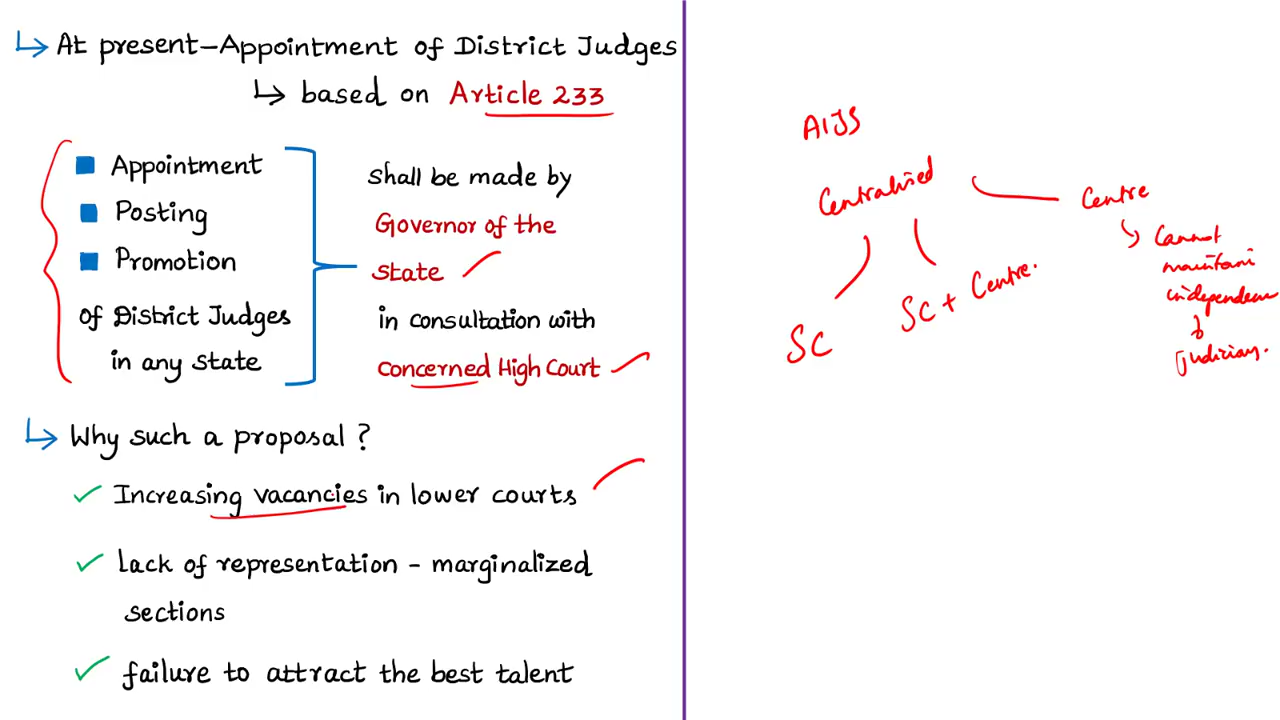 At present – Appointment of District Judges
based on Article 233
Appointment
Posting
Promotion
of District Judges
in any state
shall be made by
Governor of the
state
in consultation with
concerned High Court
Why such a proposal ?
Increasing vacancies in lower courts
lack of representation - marginalized
sections
failure to attract the best talent
AIJS
Centralised
SC
SC + Centre.
Centre
Cannot
maintain
independence
of
Judiciary.